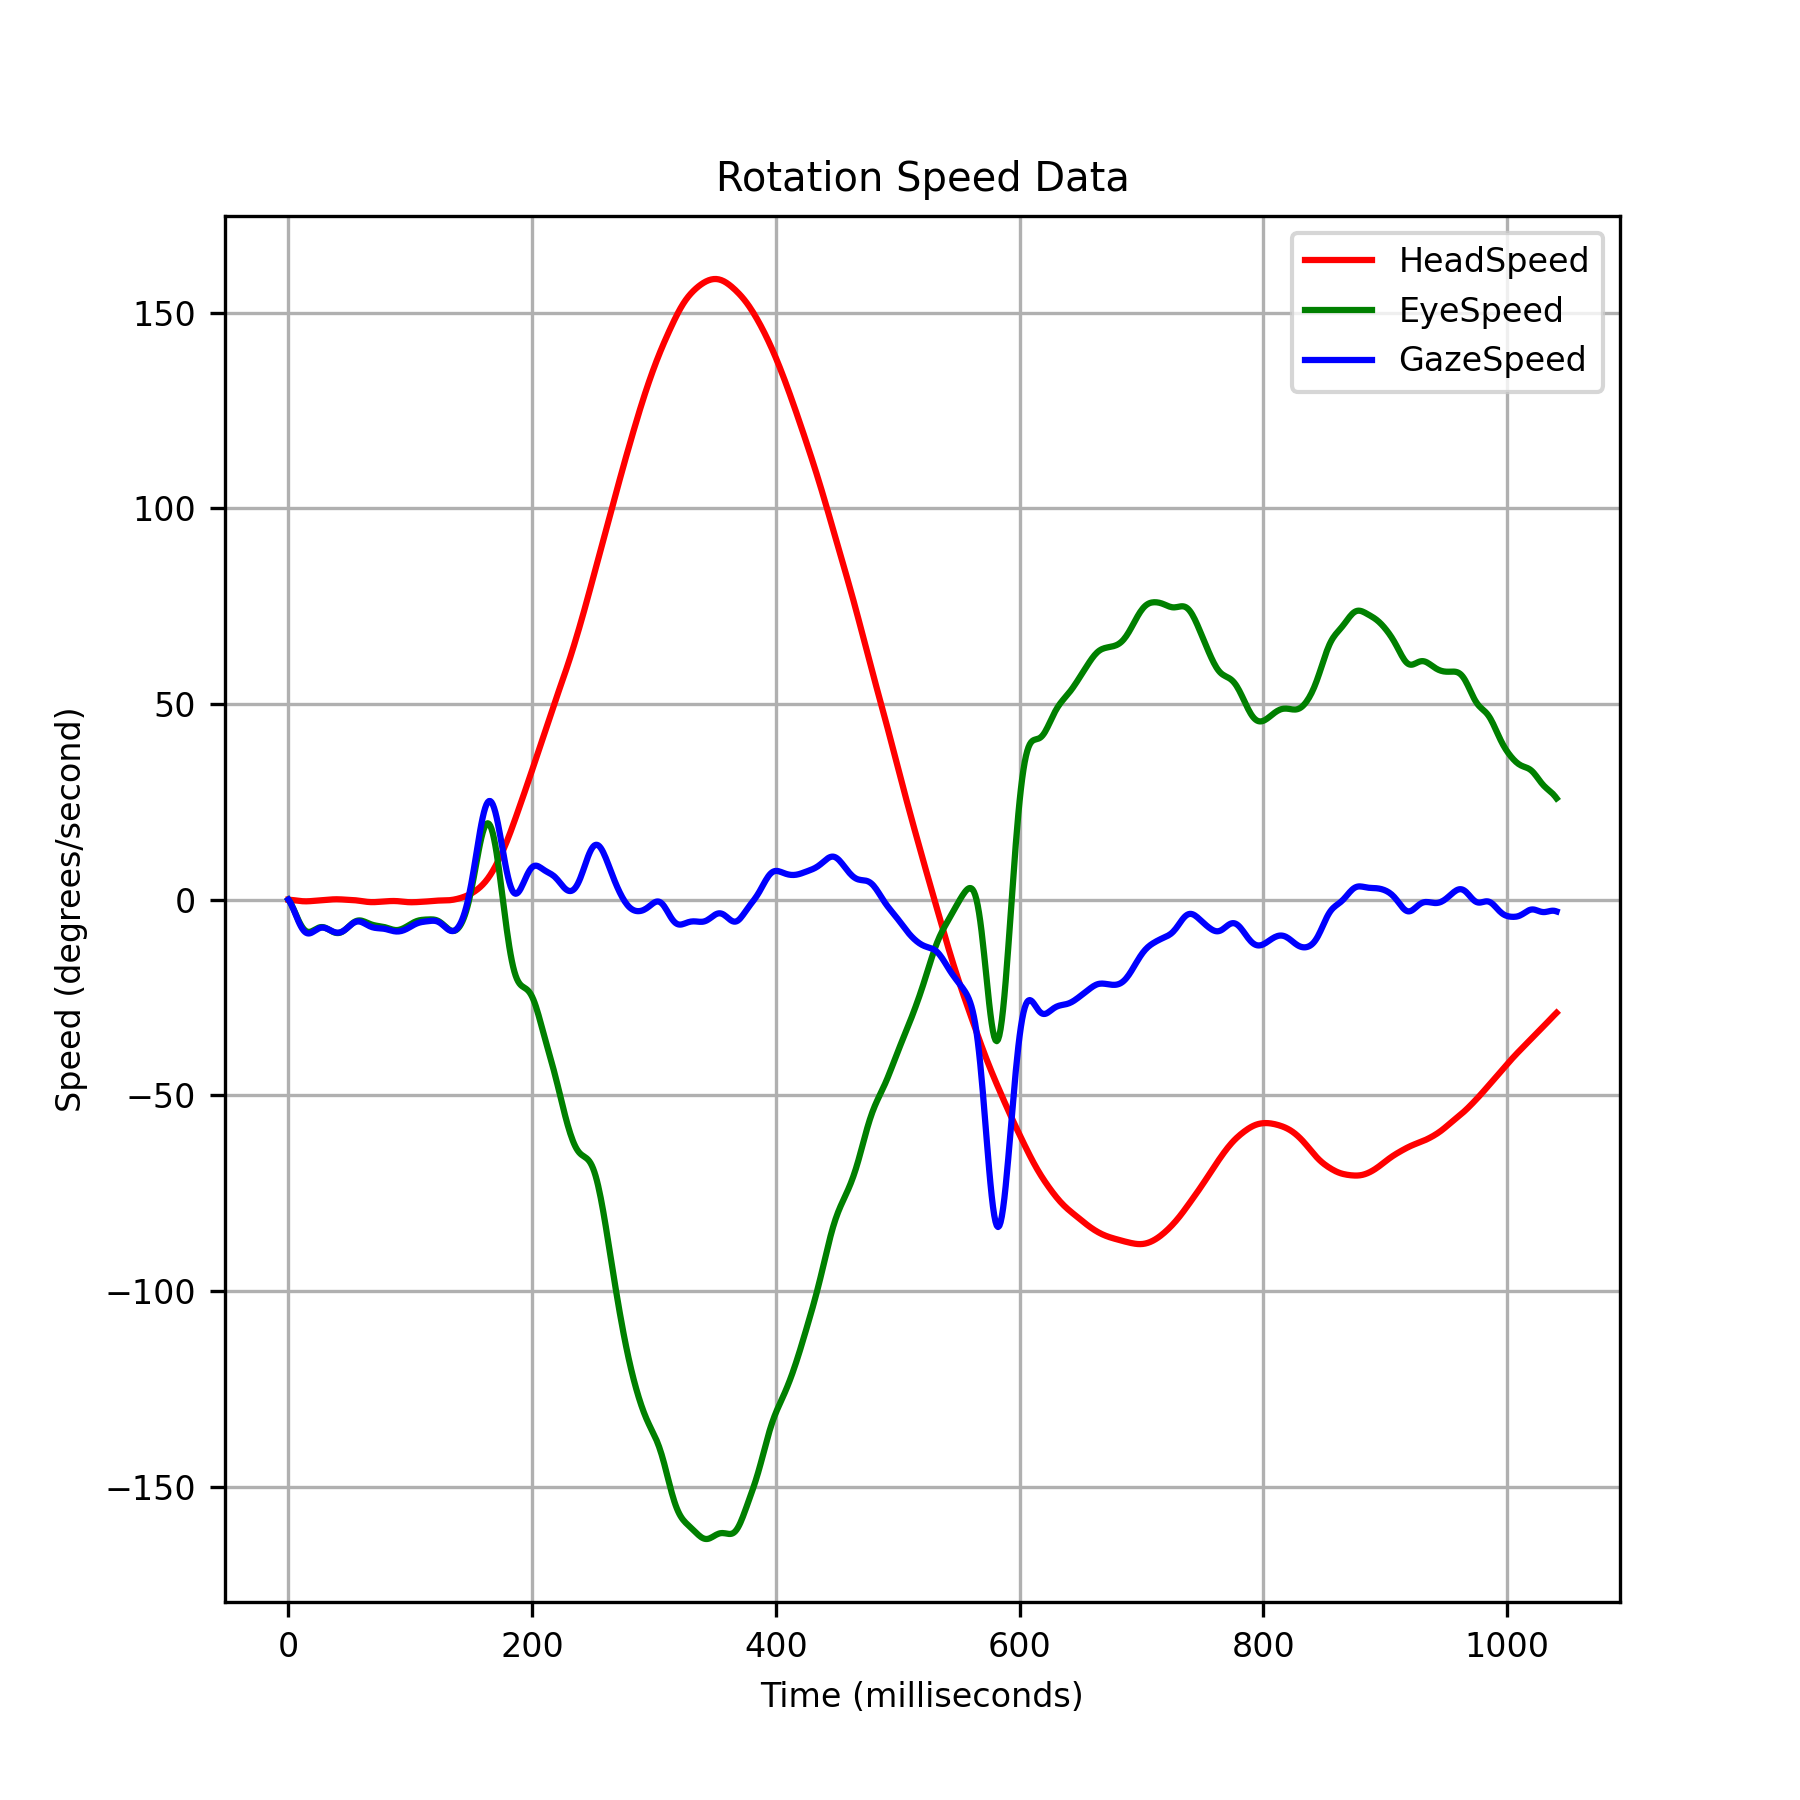 Rotation Speed Data
HeadSpeed
EyeSpeed
GazeSpeed
150
100
50
0
−50
−100
−150
Speed (degrees/second)
0 200 400 600 800 1000
Time (milliseconds)